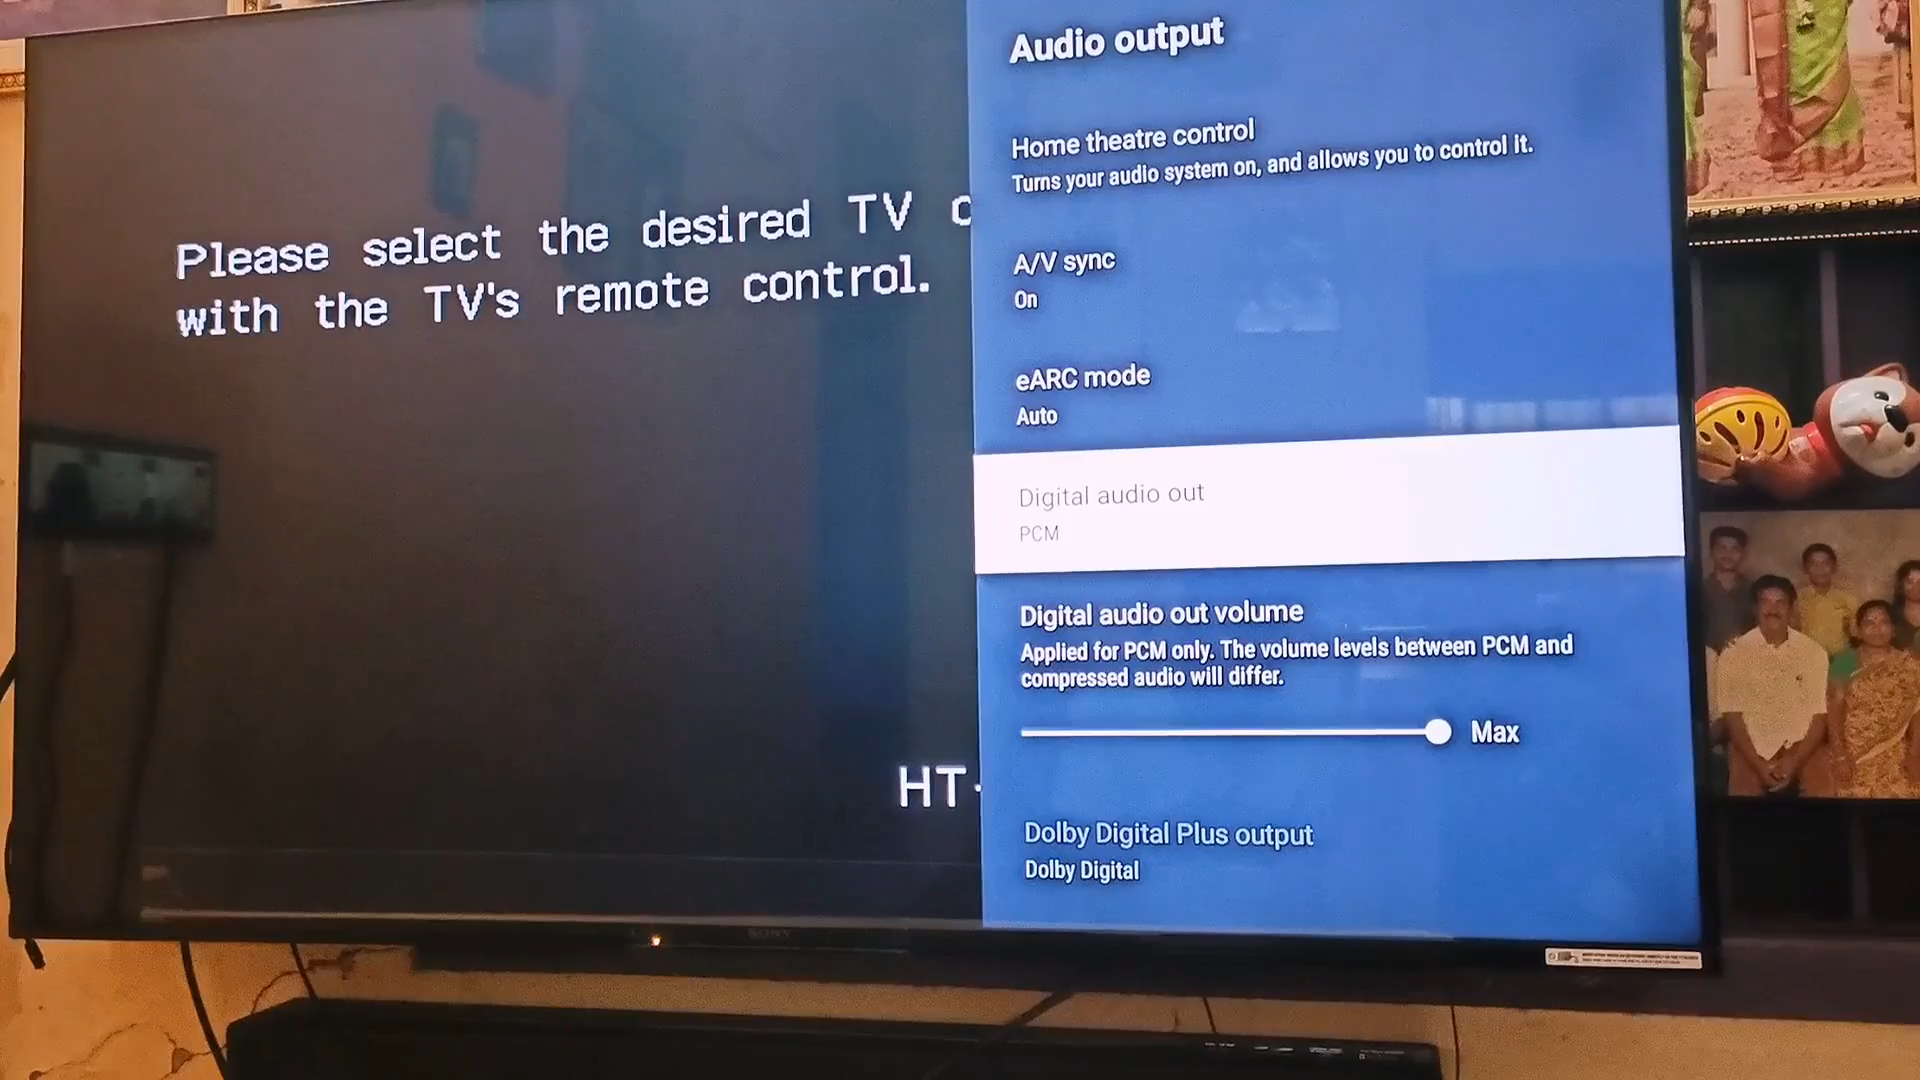 Please select the desired TV c
with the TV's remote control.
HT-
Audio output
Home theatre control
Turns your audio system on, and allows you to control it.
A/V sync
On
eARC mode
Auto
Digital audio out
PCM
Digital audio out volume
Applied for PCM only. The volume levels between PCM and
compressed audio will differ.
Max
Dolby Digital Plus output
Dolby Digital
SONY